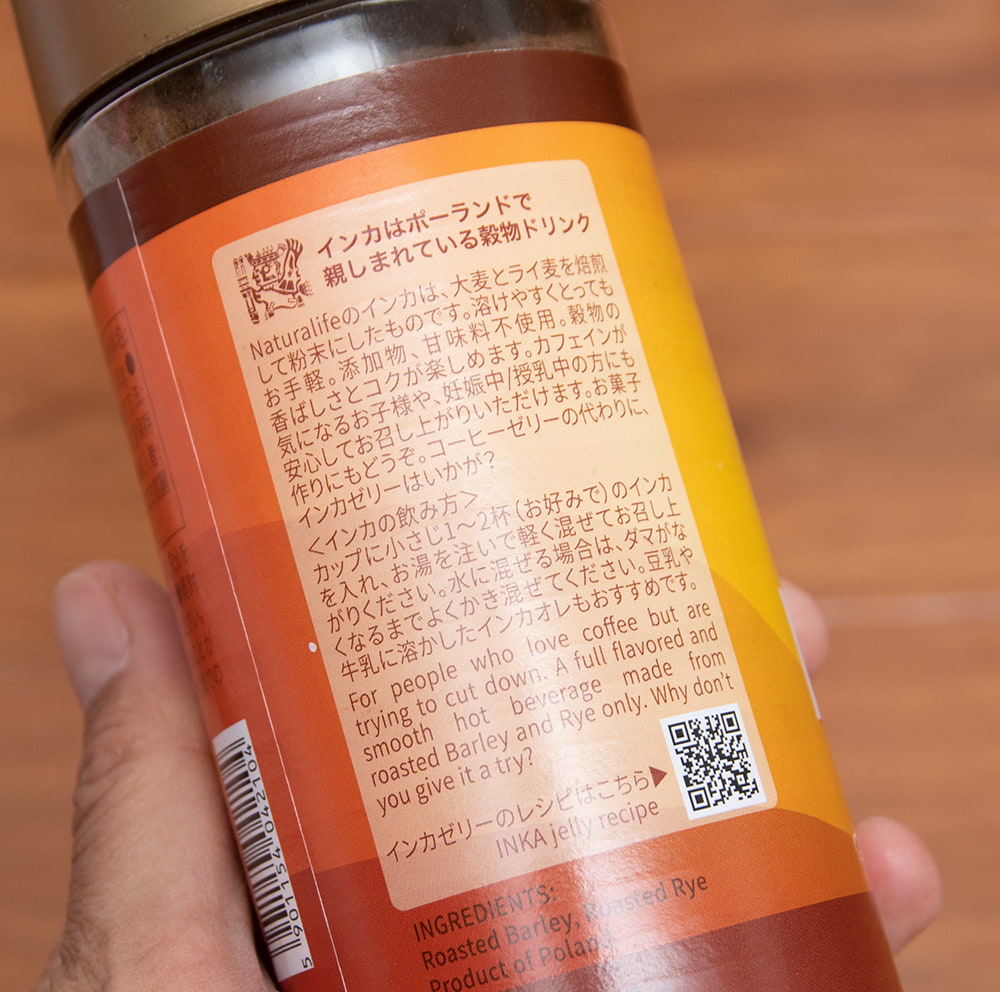 インカはポーランドで
親しまれている穀物ドリンク
Naturalifeのインカは、大麦とライ麦を焙煎
して粉末にしたものです。溶けやすくとっても
お手軽。添加物、甘味料不使用。穀物の
香ばしさとコクが楽しめます。カフェインが
気になるお子様や、妊娠中/授乳中の方にも
安心してお召し上がりいただけます。お菓子
作りにもどうぞ。コーヒーゼリーの代わりに、
インカゼリーはいかが?
<インカの飲み方>
カップに小さじ1〜2杯(お好みで)のインカ
を入れ、お湯を注いで軽く混ぜてお召し上
がりください。水に混ぜる場合は、ダマがな
くなるまでよくかき混ぜてください。豆乳や
牛乳に溶かしたインカオレもおすすめです。
For people who love coffee but are
trying to cut down. A full flavored and
smooth hot beverage made from
roasted Barley and Rye only. Why don't
you give it a try?
インカゼリーのレシピはこちら▶
INKA jelly recipe
INGREDIENTS:
Roasted Barley, Roasted Rye
Product of Poland
5 901154 042104